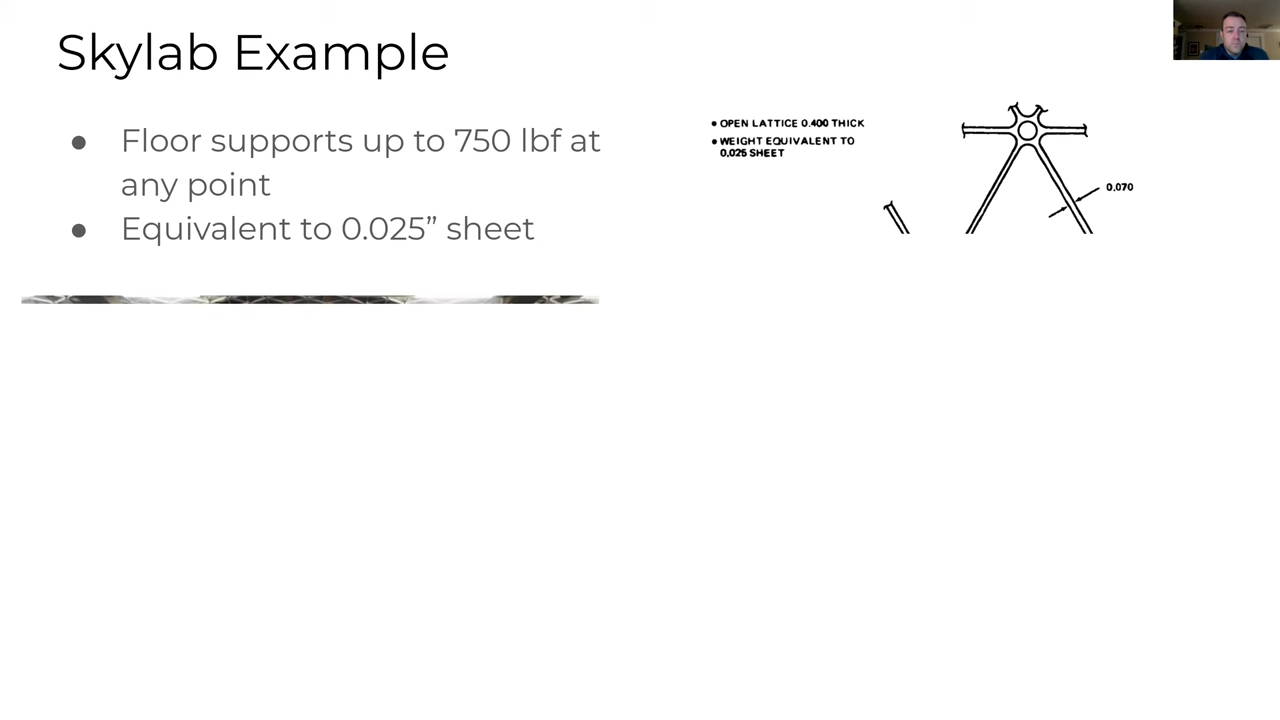 Skylab Example
● Floor supports up to 750 lbf at
any point
● Equivalent to 0.025” sheet
● OPEN LATTICE 0.400 THICK
● WEIGHT EQUIVALENT TO
0.025 SHEET
0.070